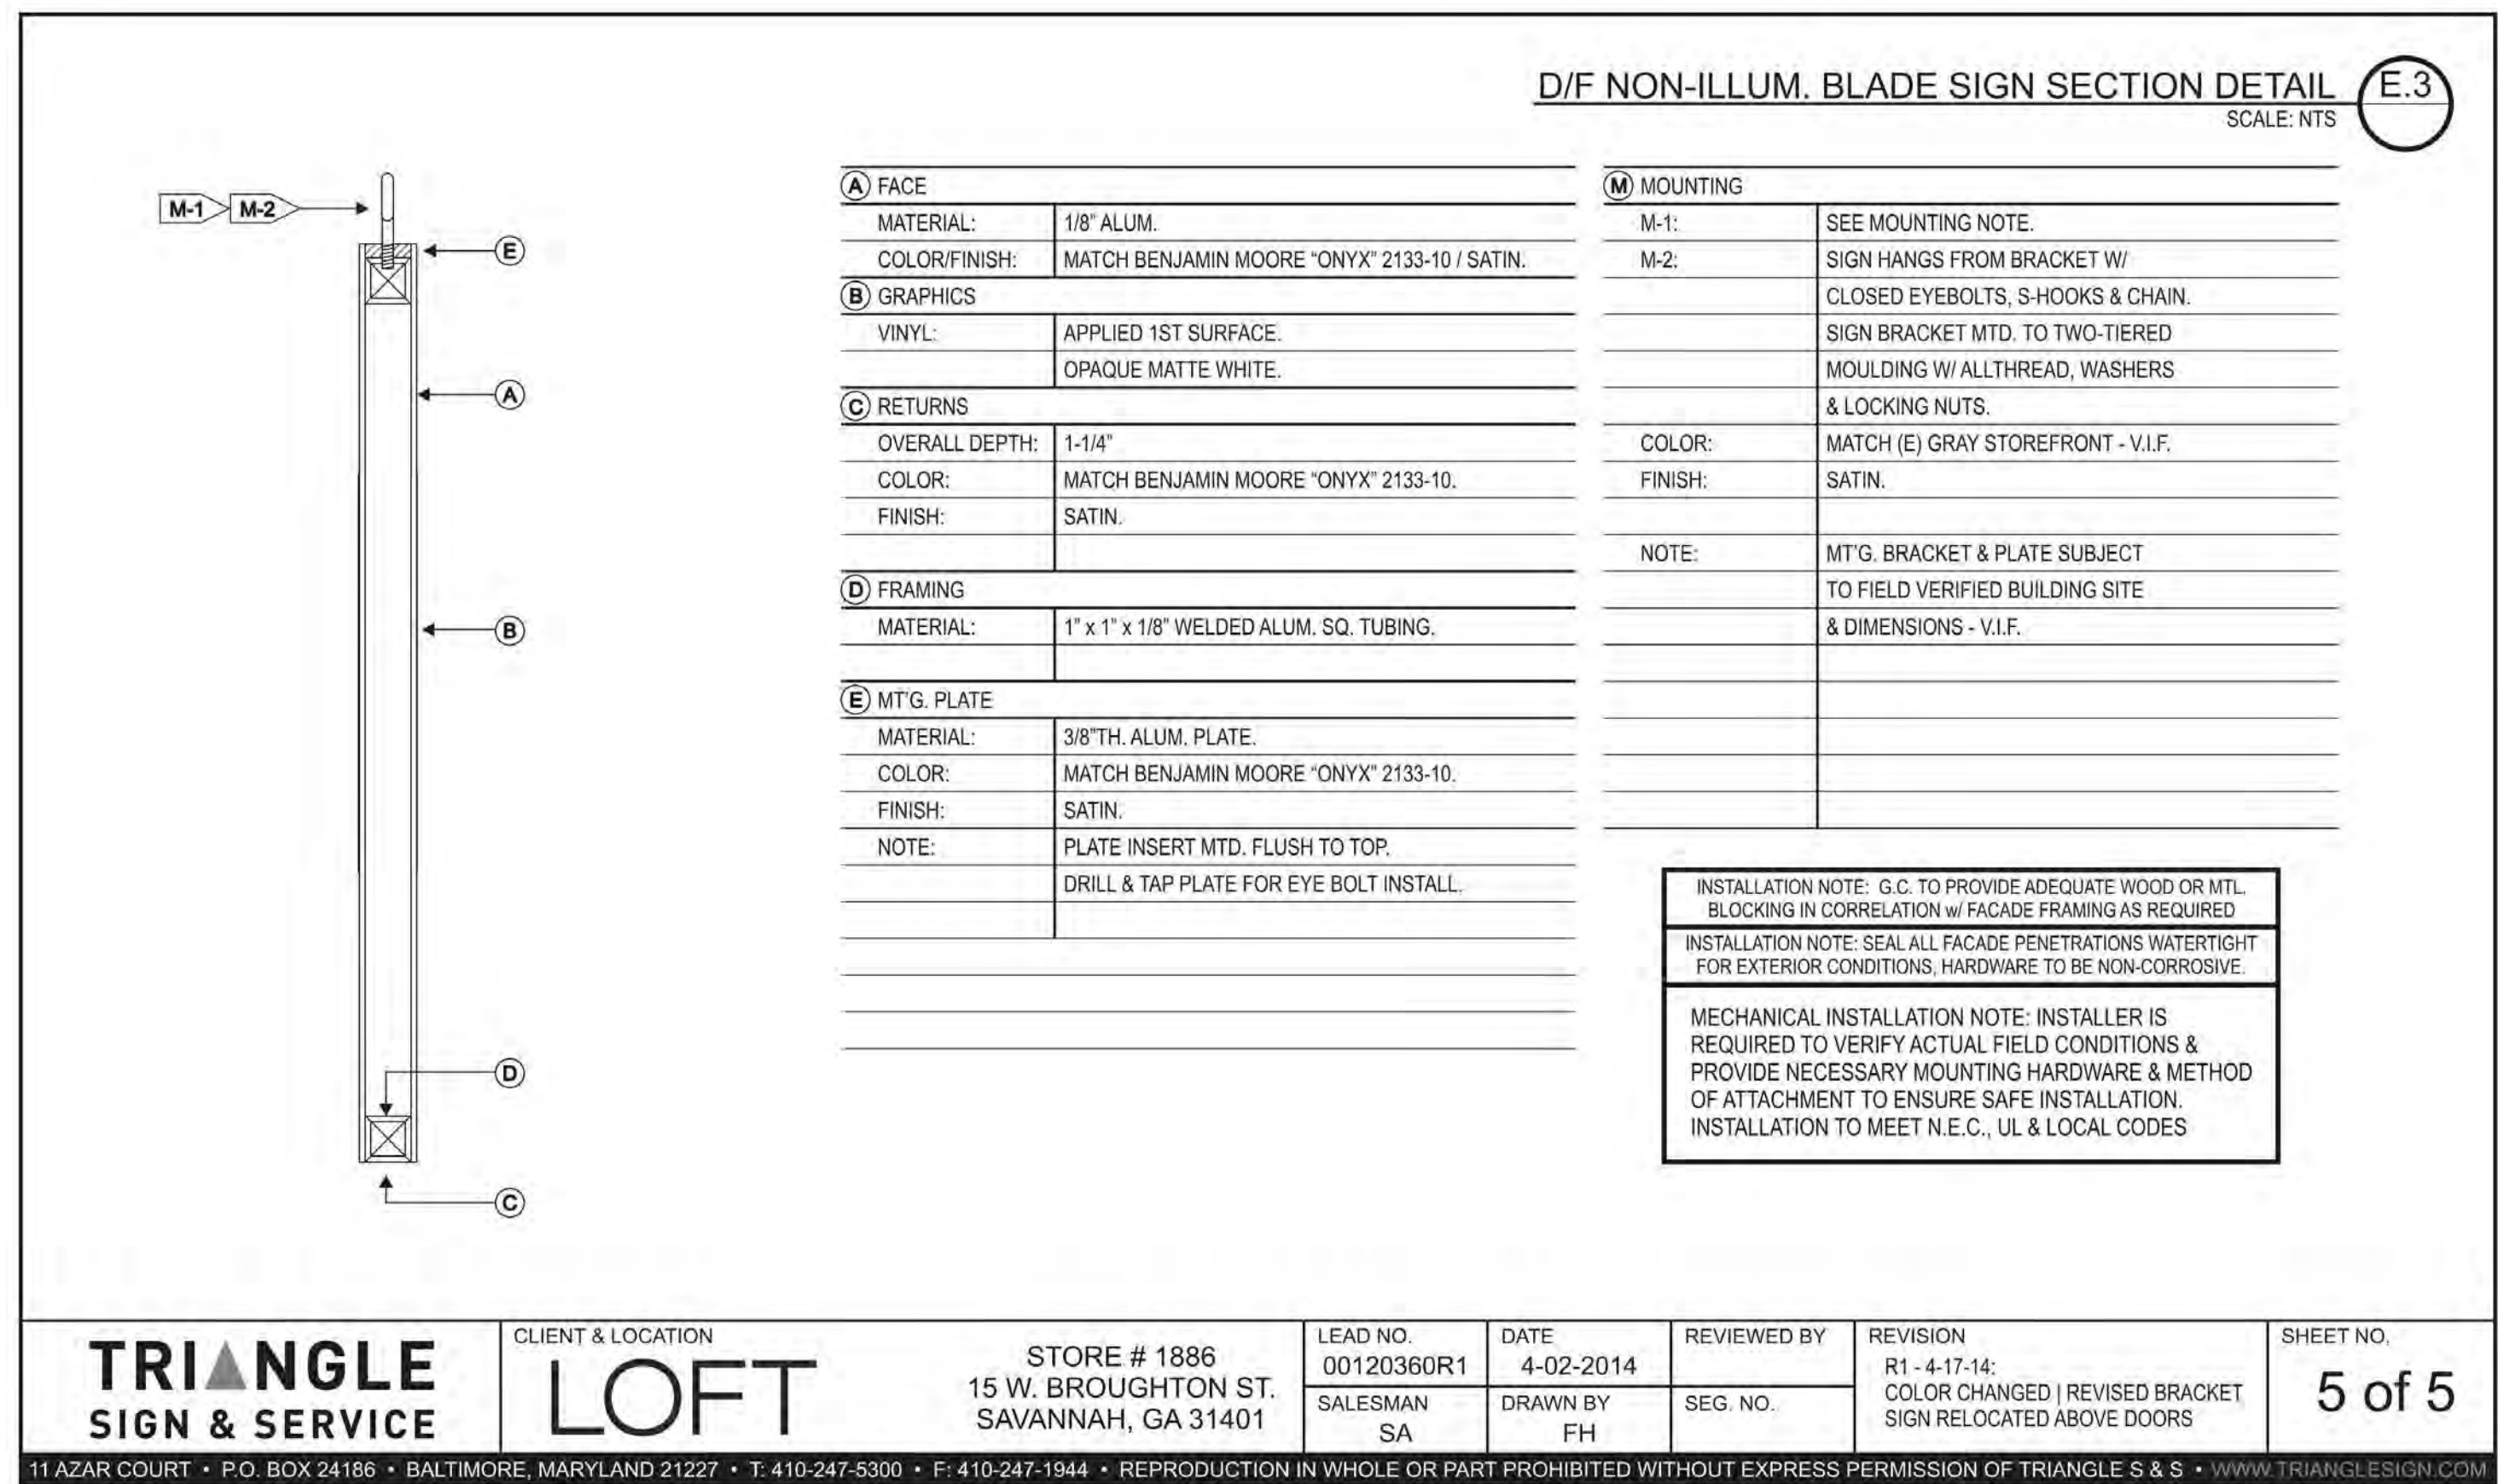 D/F NON-ILLUM. BLADE SIGN SECTION DETAIL
E.3
SCALE: NTS
M-1
M-2
E
A
B
D
C
A FACE
MATERIAL: 1/8" ALUM.
COLOR/FINISH: MATCH BENJAMIN MOORE "ONYX" 2133-10 / SATIN.
B GRAPHICS
VINYL: APPLIED 1ST SURFACE.
OPAQUE MATTE WHITE.
C RETURNS
OVERALL DEPTH: 1-1/4"
COLOR: MATCH BENJAMIN MOORE "ONYX" 2133-10.
FINISH: SATIN.
D FRAMING
MATERIAL: 1" x 1" x 1/8" WELDED ALUM. SQ. TUBING.
E MT'G. PLATE
MATERIAL: 3/8"TH. ALUM. PLATE.
COLOR: MATCH BENJAMIN MOORE "ONYX" 2133-10.
FINISH: SATIN.
NOTE: PLATE INSERT MTD. FLUSH TO TOP.
DRILL & TAP PLATE FOR EYE BOLT INSTALL.
M MOUNTING
M-1: SEE MOUNTING NOTE.
M-2: SIGN HANGS FROM BRACKET W/
CLOSED EYEBOLTS, S-HOOKS & CHAIN.
SIGN BRACKET MTD. TO TWO-TIERED
MOULDING W/ ALLTHREAD, WASHERS
& LOCKING NUTS.
COLOR: MATCH (E) GRAY STOREFRONT - V.I.F.
FINISH: SATIN.
NOTE: MT'G. BRACKET & PLATE SUBJECT
TO FIELD VERIFIED BUILDING SITE
& DIMENSIONS - V.I.F.
INSTALLATION NOTE: G.C. TO PROVIDE ADEQUATE WOOD OR MTL.
BLOCKING IN CORRELATION w/ FACADE FRAMING AS REQUIRED
INSTALLATION NOTE: SEAL ALL FACADE PENETRATIONS WATERTIGHT
FOR EXTERIOR CONDITIONS, HARDWARE TO BE NON-CORROSIVE.
MECHANICAL INSTALLATION NOTE: INSTALLER IS
REQUIRED TO VERIFY ACTUAL FIELD CONDITIONS &
PROVIDE NECESSARY MOUNTING HARDWARE & METHOD
OF ATTACHMENT TO ENSURE SAFE INSTALLATION.
INSTALLATION TO MEET N.E.C., UL & LOCAL CODES
TRIANGLE
SIGN & SERVICE
CLIENT & LOCATION
LOFT
STORE # 1886
15 W. BROUGHTON ST.
SAVANNAH, GA 31401
LEAD NO.
00120360R1
SALESMAN
SA
DATE
4-02-2014
DRAWN BY
FH
REVIEWED BY
SEG. NO.
REVISION
R1 - 4-17-14:
COLOR CHANGED | REVISED BRACKET
SIGN RELOCATED ABOVE DOORS
SHEET NO.
5 of 5
11 AZAR COURT • P.O. BOX 24186 • BALTIMORE, MARYLAND 21227 • T: 410-247-5300 • F: 410-247-1944 • REPRODUCTION IN WHOLE OR PART PROHIBITED WITHOUT EXPRESS PERMISSION OF TRIANGLE S & S • WWW.TRIANGLESIGN.COM